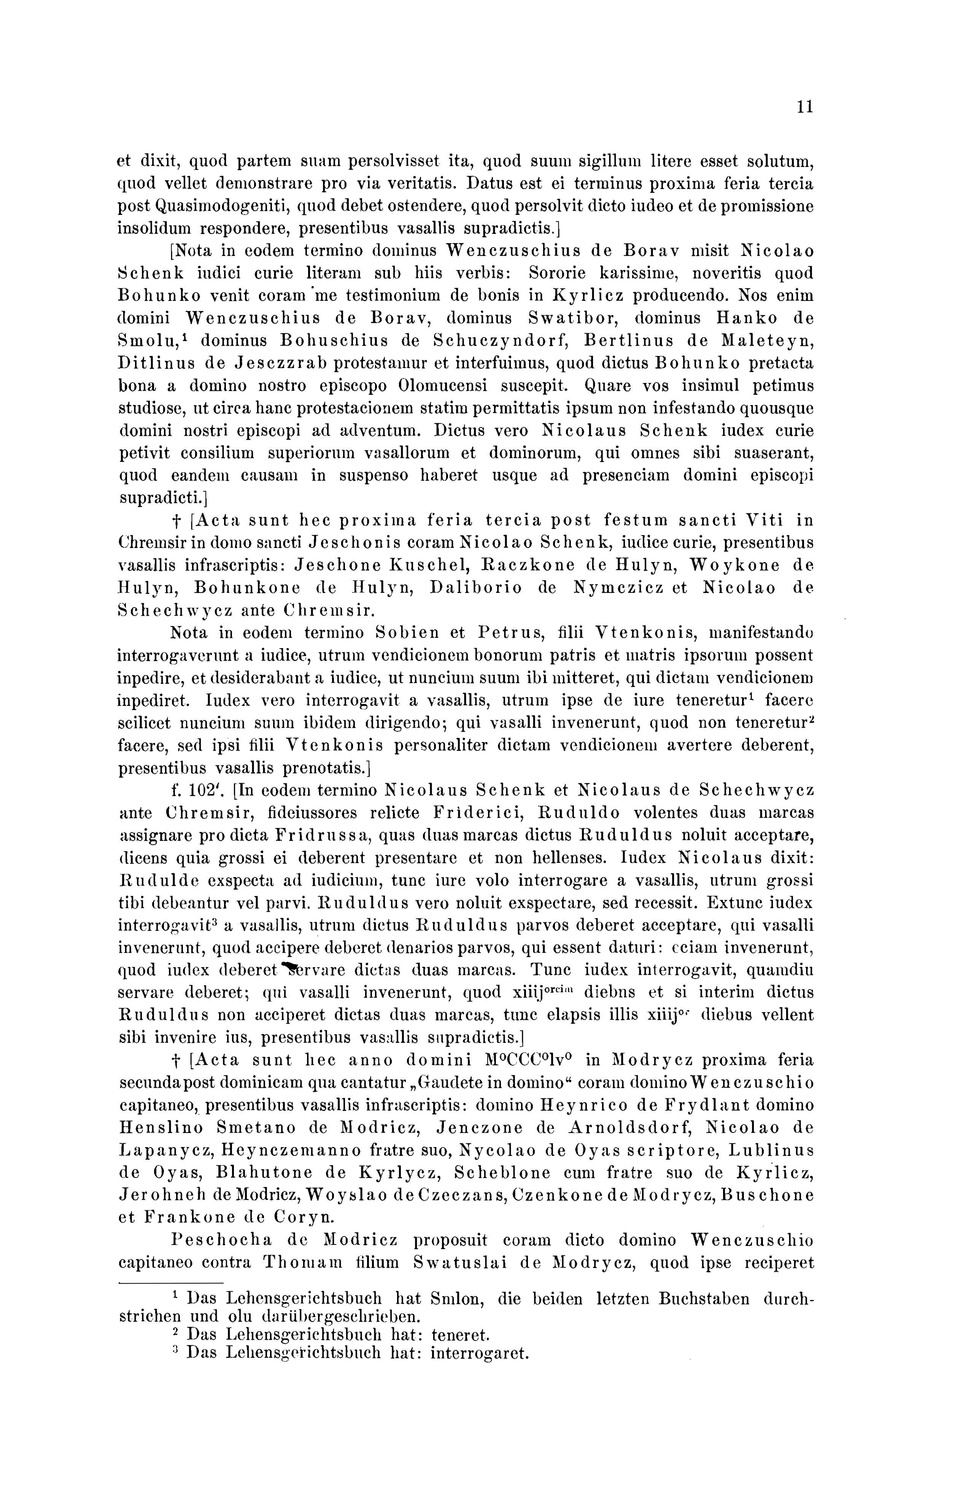 11
et dixit, quod partem suam persolvisset ita, quod suum sigillum litere esset solutum,
quod vellet demonstrare pro via veritatis. Datus est ei terminus proxima feria tercia
post Quasimodogeniti, quod debet ostendere, quod persolvit dicto iudeo et de promissione
insolidum respondere, presentibus vasallis supradictis.]
[Nota in eodem termino dominus Wenczuschius de Borav misit Nicolao
Schenk iudici curie literam sub hiis verbis: Sororie karissime, noveritis quod
Bohunko venit coram me testimonium de bonis in Kyrlicz producendo. Nos enim
domini Wenczuschius de Borav, dominus Swatibor, dominus Hanko de
Smolu,¹ dominus Bohuschius de Schuczyndorf, Bertlinus de Maleteyn,
Ditlinus de Jesczzrab protestamur et interfuimus, quod dictus Bohunko pretacta
bona a domino nostro episcopo Olomucensi suscepit. Quare vos insimul petimus
studiose, ut circa hanc protestacionem statim permittatis ipsum non infestando quousque
domini nostri episcopi ad adventum. Dictus vero Nicolaus Schenk iudex curie
petivit consilium superiorum vasallorum et dominorum, qui omnes sibi suaserant,
quod eandem causam in suspenso haberet usque ad presenciam domini episcopi
supradicti.]
† [Acta sunt hec proxima feria tercia post festum sancti Viti in
Chremsir in domo sancti Jeschonis coram Nicolao Schenk, iudice curie, presentibus
vasallis infrascriptis: Jeschone Kuschel, Raczkone de Hulyn, Woykone de
Hulyn, Bohunkone de Hulyn, Daliborio de Nymczicz et Nicolao de
Schechwycz ante Chremsir.
Nota in eodem termino Sobien et Petrus, filii Vtenkonis, manifestando
interrogaverunt a iudice, utrum vendicionem bonorum patris et matris ipsorum possent
inpedire, et desiderabant a iudice, ut nuncium suum ibi mitteret, qui dictam vendicionem
inpediret. Iudex vero interrogavit a vasallis, utrum ipse de iure teneretur¹ facere
scilicet nuncium suum ibidem dirigendo; qui vasalli invenerunt, quod non teneretur²
facere, sed ipsi filii Vtenkonis personaliter dictam vendicionem avertere deberent,
presentibus vasallis prenotatis.]
f. 102'. [In eodem termino Nicolaus Schenk et Nicolaus de Schechwycz
ante Chremsir, fideiussores relicte Friderici, Ruduldo volentes duas marcas
assignare pro dicta Fridrussa, quas duas marcas dictus Ruduldus noluit acceptare,
dicens quia grossi ei deberent presentare et non hellenses. Iudex Nicolaus dixit:
Rudulde exspecta ad iudicium, tunc iure volo interrogare a vasallis, utrum grossi
tibi debeantur vel parvi. Ruduldus vero noluit exspectare, sed recessit. Extunc iudex
interrogavit³ a vasallis, utrum dictus Ruduldus parvos deberet acceptare, qui vasalli
invenerunt, quod accipere deberet denarios parvos, qui essent daturi: eciam invenerunt,
quod iudex deberet servare dictas duas marcas. Tunc iudex interrogavit, quamdiu
servare deberet; qui vasalli invenerunt, quod xiiijorcim diebus et si interim dictus
Ruduldus non acciperet dictas duas marcas, tunc elapsis illis xiiijor diebus vellent
sibi invenire ius, presentibus vasallis supradictis.]
† [Acta sunt hec anno domini MºCCCºlvº in Modrycz proxima feria
secunda post dominicam qua cantatur „Gaudete in domino“ coram domino Wenczuschio
capitaneo, presentibus vasallis infrascriptis: domino Heynrico de Frydlant domino
Henslino Smetano de Modricz, Jenczone de Arnoldsdorf, Nicolao de
Lapanycz, Heynczemanno fratre suo, Nycolao de Oyas scriptore, Lublinus
de Oyas, Blahutone de Kyrlycz, Scheblone cum fratre suo de Kyrlicz,
Jerohneh de Modricz, Woyslao de Czeczans, Czenkone de Modrycz, Buschone
et Frankone de Coryn.
Peschocha de Modricz proposuit coram dicto domino Wenczuschio
capitaneo contra Thomam filium Swatuslai de Modrycz, quod ipse reciperet
¹ Das Lehensgerichtsbuch hat Smlon, die beiden letzten Buchstaben durch-
strichen und olu darübergeschrieben.
² Das Lehensgerichtsbuch hat: teneret.
³ Das Lehensgerichtsbuch hat: interrogaret.